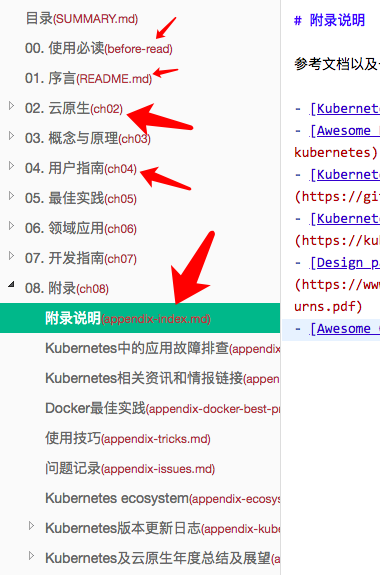 目录(SUMMARY.md)
00. 使用必读(before-read)
01. 序言(README.md)
02. 云原生(ch02)
03. 概念与原理(ch03)
04. 用户指南(ch04)
05. 最佳实践(ch05)
06. 领域应用(ch06)
07. 开发指南(ch07)
08. 附录(ch08)
附录说明(appendix-index.md)
Kubernetes中的应用故障排查(appendix
Kubernetes相关资讯和情报链接(appen
Docker最佳实践(appendix-docker-best-pr
使用技巧(appendix-tricks.md)
问题记录(appendix-issues.md)
Kubernetes ecosystem(appendix-ecosys
Kubernetes版本更新日志(appendix-kube
Kubernetes及云原生年度总结及展望(ap
# 附录说明
参考文档以及
- [Kubernet
- [Awesome
kubernetes)
- [Kubernet
(https://git
- [Kubernet
(https://kub
- [Design p
(https://www
urns.pdf)
- [Awesome